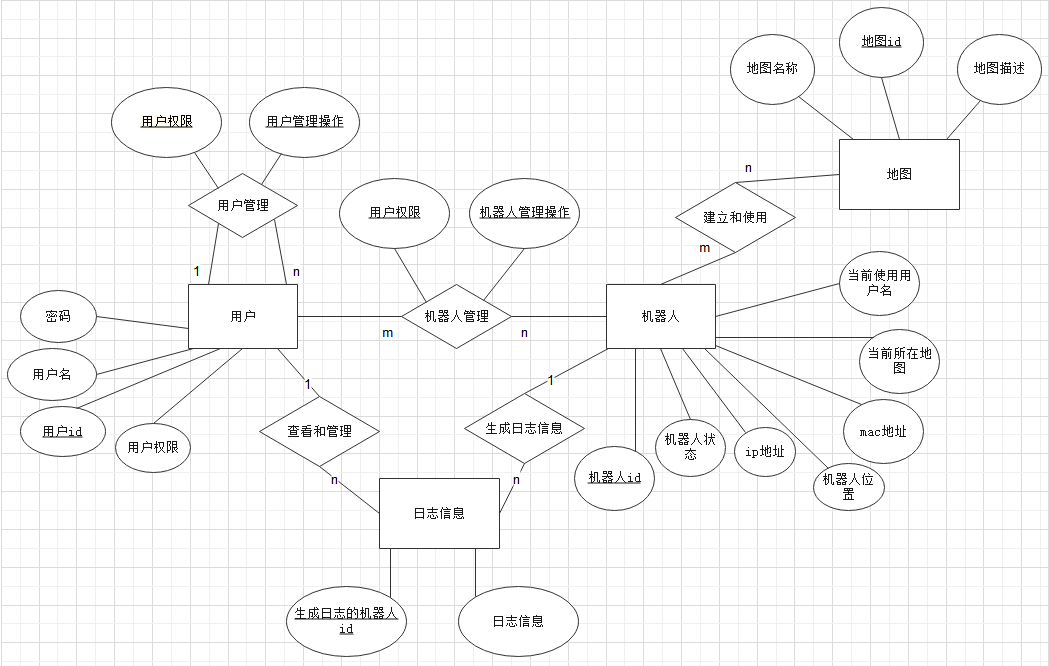 地图id
地图名称
地图描述
用户权限
用户管理操作
地图
n
用户管理
用户权限
机器人管理操作
建立和使用
m
1
n
当前使用用
户名
密码
用户
机器人管理
机器人
m
n
当前所在地
图
用户名
1
1
用户id
用户权限
查看和管理
生成日志信息
机器人状
态
ip地址
mac地址
机器人id
机器人位
置
n
n
日志信息
生成日志的机器人
id
日志信息